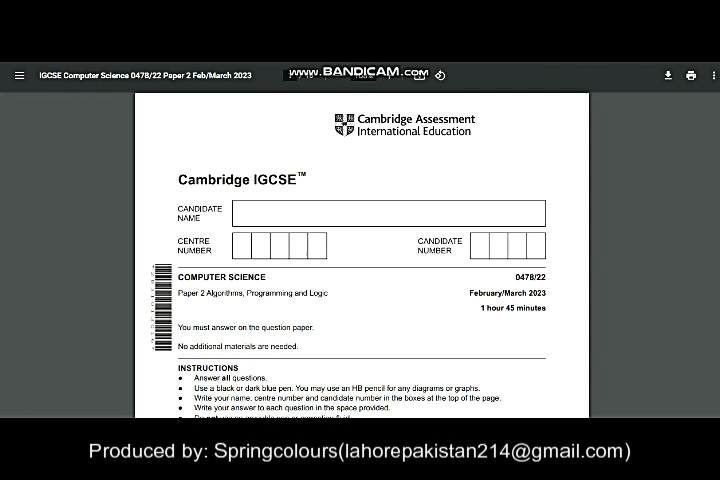 IGCSE Computer Science 0478/22 Paper 2 Feb/March 2023
www.BANDICAM.com
Cambridge Assessment
International Education
Cambridge IGCSE™
CANDIDATE
NAME
CENTRE
NUMBER
CANDIDATE
NUMBER
COMPUTER SCIENCE 0478/22
Paper 2 Algorithms, Programming and Logic February/March 2023
1 hour 45 minutes
You must answer on the question paper.
No additional materials are needed.
INSTRUCTIONS
● Answer all questions.
● Use a black or dark blue pen. You may use an HB pencil for any diagrams or graphs.
● Write your name, centre number and candidate number in the boxes at the top of the page.
● Write your answer to each question in the space provided.
Produced by: Springcolours(lahorepakistan214@gmail.com)